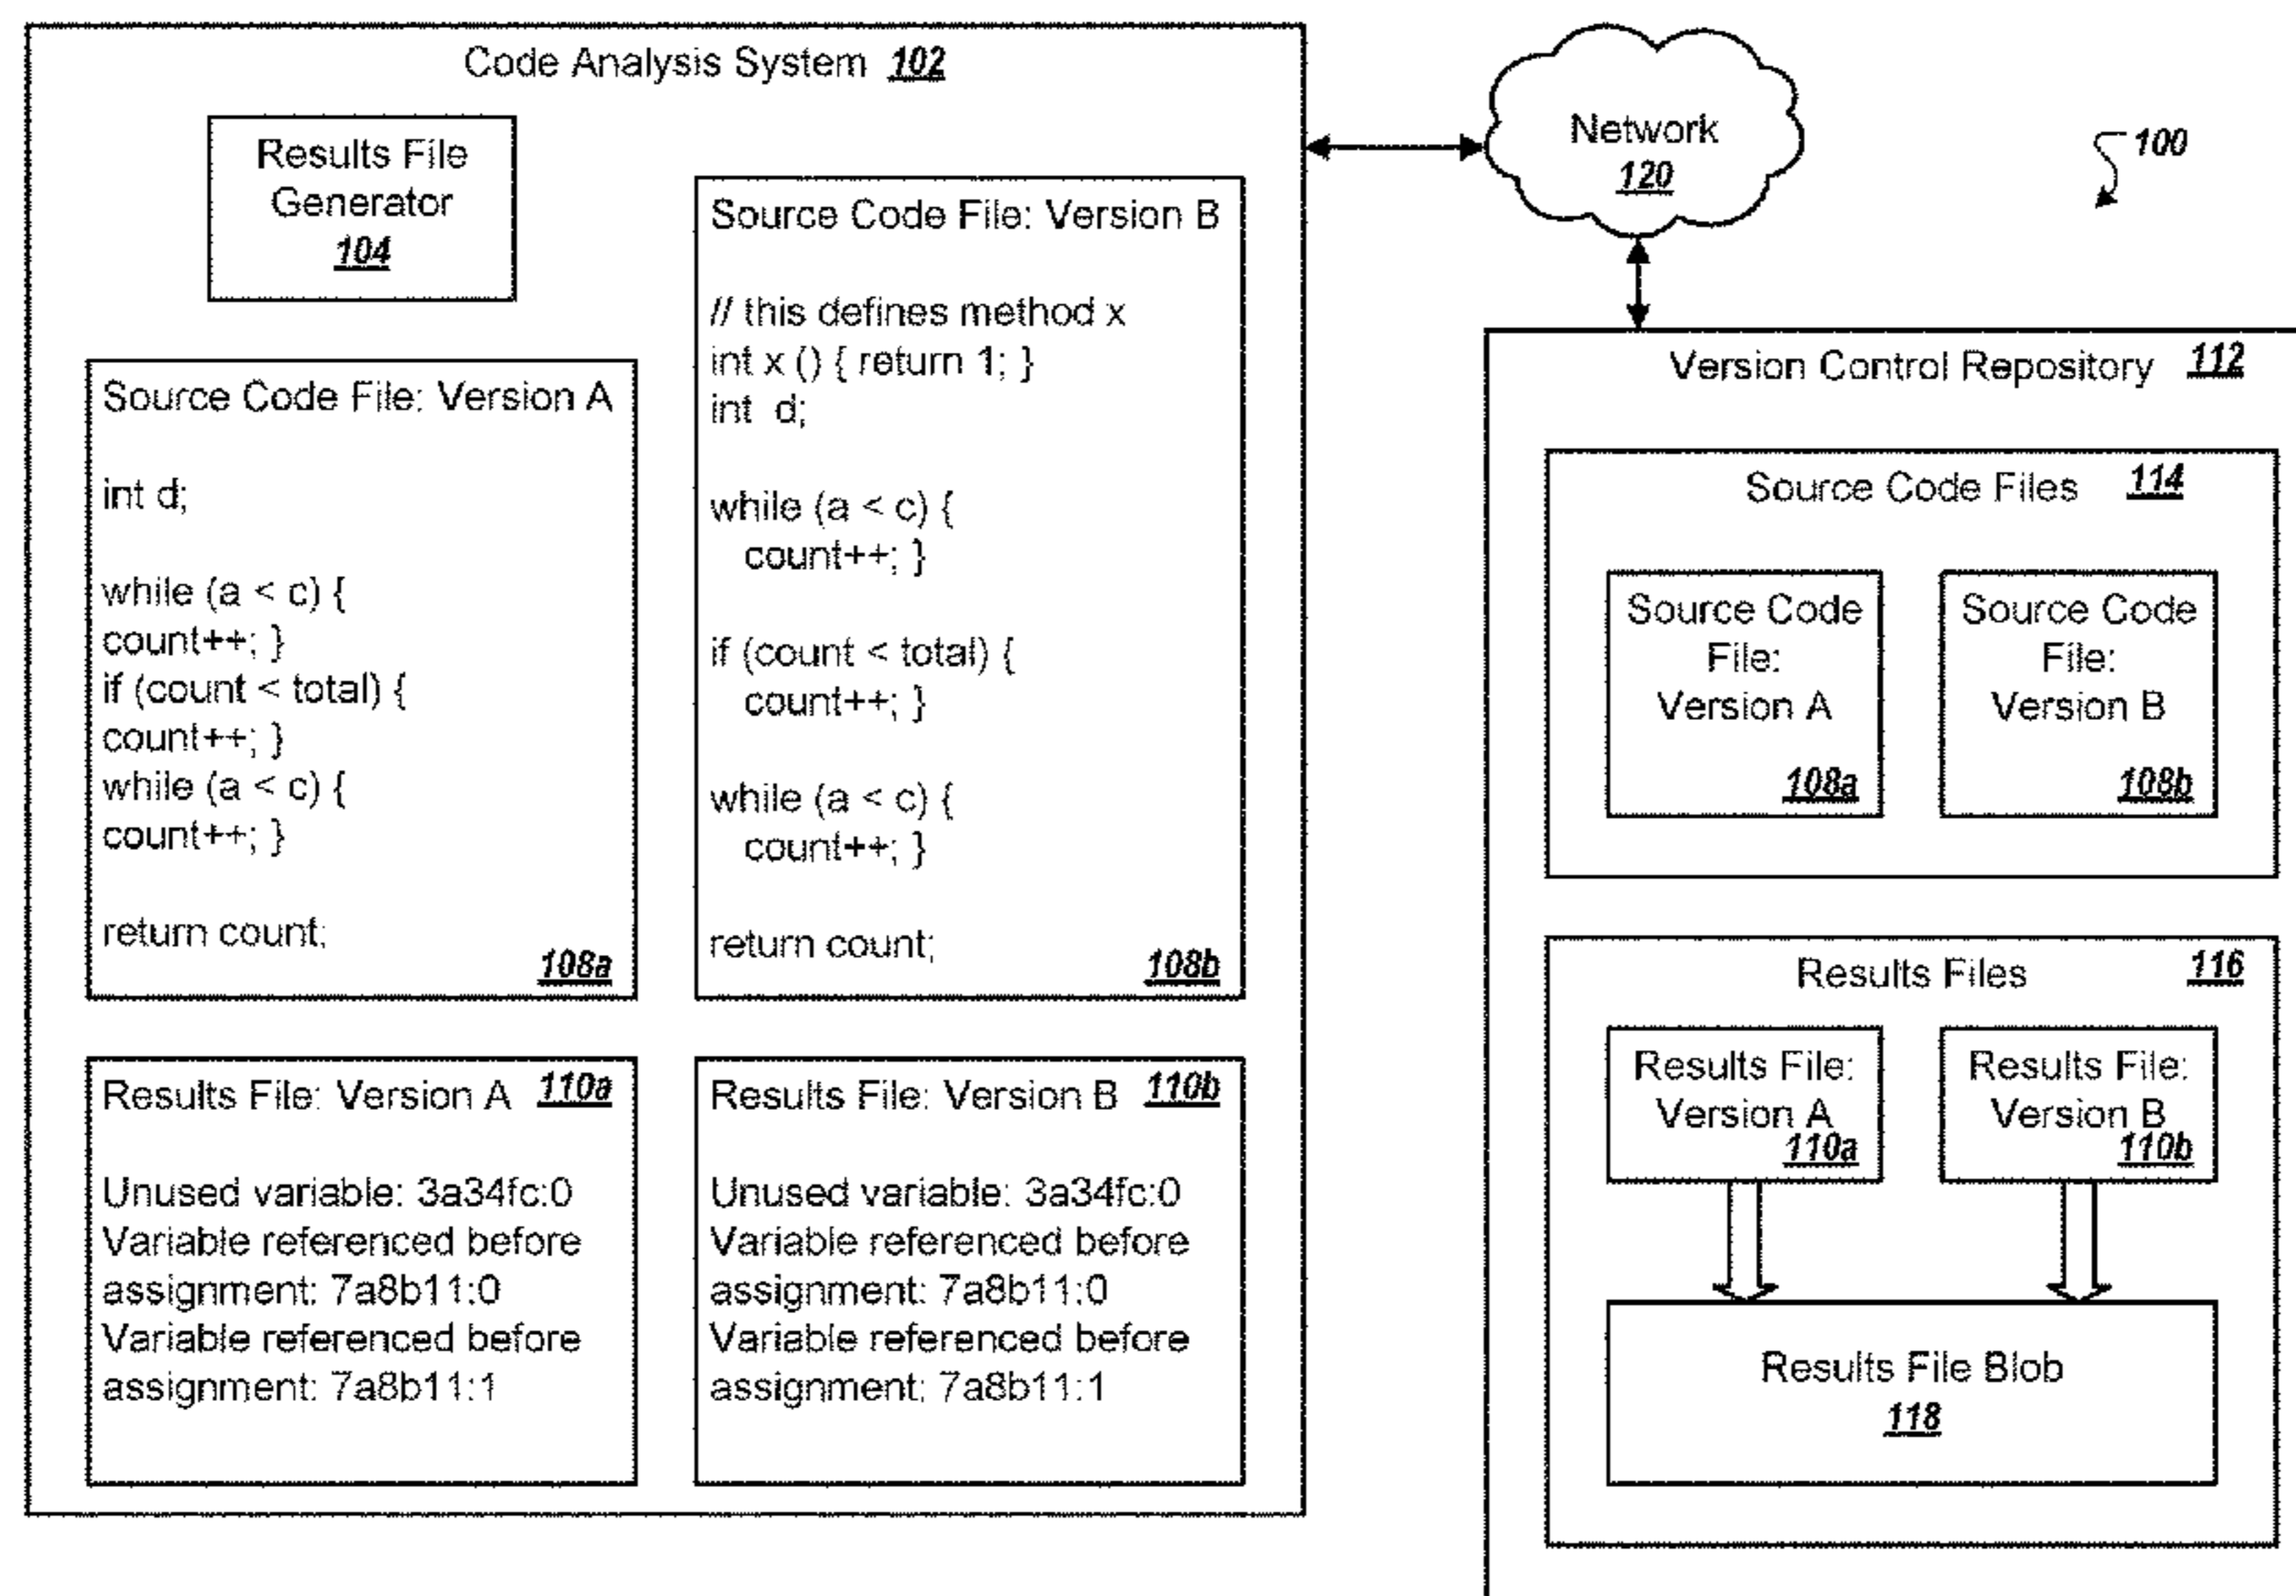 Code Analysis System 102
Results File
Generator
104
Source Code File: Version A
int d;
while (a < c) {
count++; }
if (count < total) {
count++; }
while (a < c) {
count++; }
return count;
108a
Source Code File: Version B
// this defines method x
int x () { return 1; }
int  d;
while (a < c) {
count++; }
if (count < total) {
count++; }
while (a < c) {
count++; }
return count;
108b
Results File: Version A 110a
Unused variable: 3a34fc:0
Variable referenced before
assignment: 7a8b11:0
Variable referenced before
assignment: 7a8b11:1
Results File: Version B 110b
Unused variable: 3a34fc:0
Variable referenced before
assignment: 7a8b11:0
Variable referenced before
assignment: 7a8b11:1
Network
120
100
Version Control Repository 112
Source Code Files 114
Source Code
File:
Version A
108a
Source Code
File:
Version B
108b
Results Files 116
Results File:
Version A
110a
Results File:
Version B
110b
Results File Blob
118